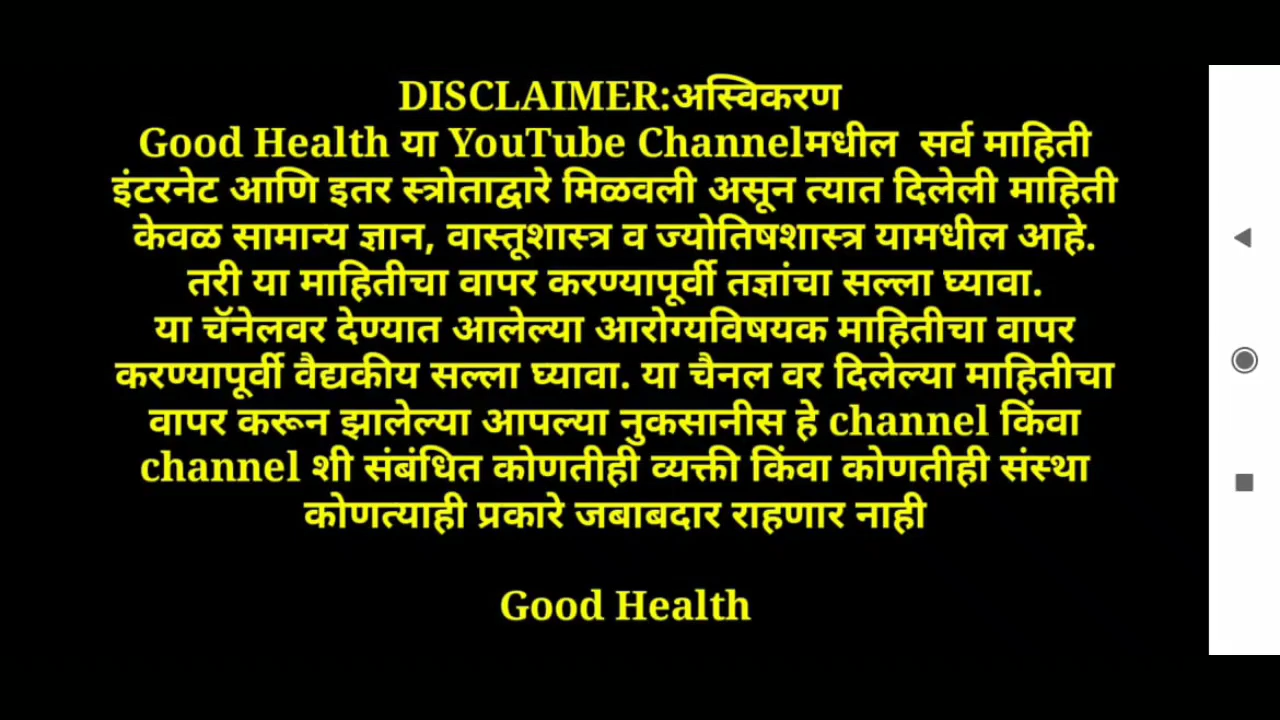 DISCLAIMER:अस्विकरण
Good Health या YouTube Channelमधील सर्व माहिती
इंटरनेट आणि इतर स्त्रोताद्वारे मिळवली असून त्यात दिलेली माहिती
केवळ सामान्य ज्ञान, वास्तूशास्त्र व ज्योतिषशास्त्र यामधील आहे.
तरी या माहितीचा वापर करण्यापूर्वी तज्ञांचा सल्ला घ्यावा.
या चॅनेलवर देण्यात आलेल्या आरोग्यविषयक माहितीचा वापर
करण्यापूर्वी वैद्यकीय सल्ला घ्यावा. या चैनल वर दिलेल्या माहितीचा
वापर करून झालेल्या आपल्या नुकसानीस हे channel किंवा
channel शी संबंधित कोणतीही व्यक्ती किंवा कोणतीही संस्था
कोणत्याही प्रकारे जबाबदार राहणार नाही
Good Health